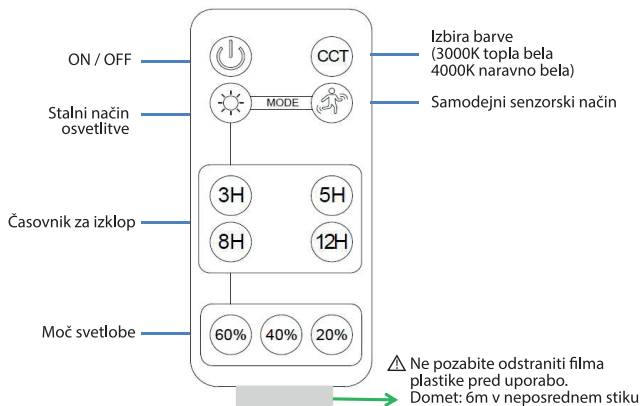 ON / OFF
CCT
Izbira barve
(3000K topla bela
4000K naravno bela)
Stalni način
osvetlitve
MODE
Samodejni senzorski način
Časovnik za izklop
3H 5H
8H 12H
Moč svetlobe
60% 40% 20%
⚠ Ne pozabite odstraniti filma
plastike pred uporabo.
Domet: 6m v neposrednem stiku